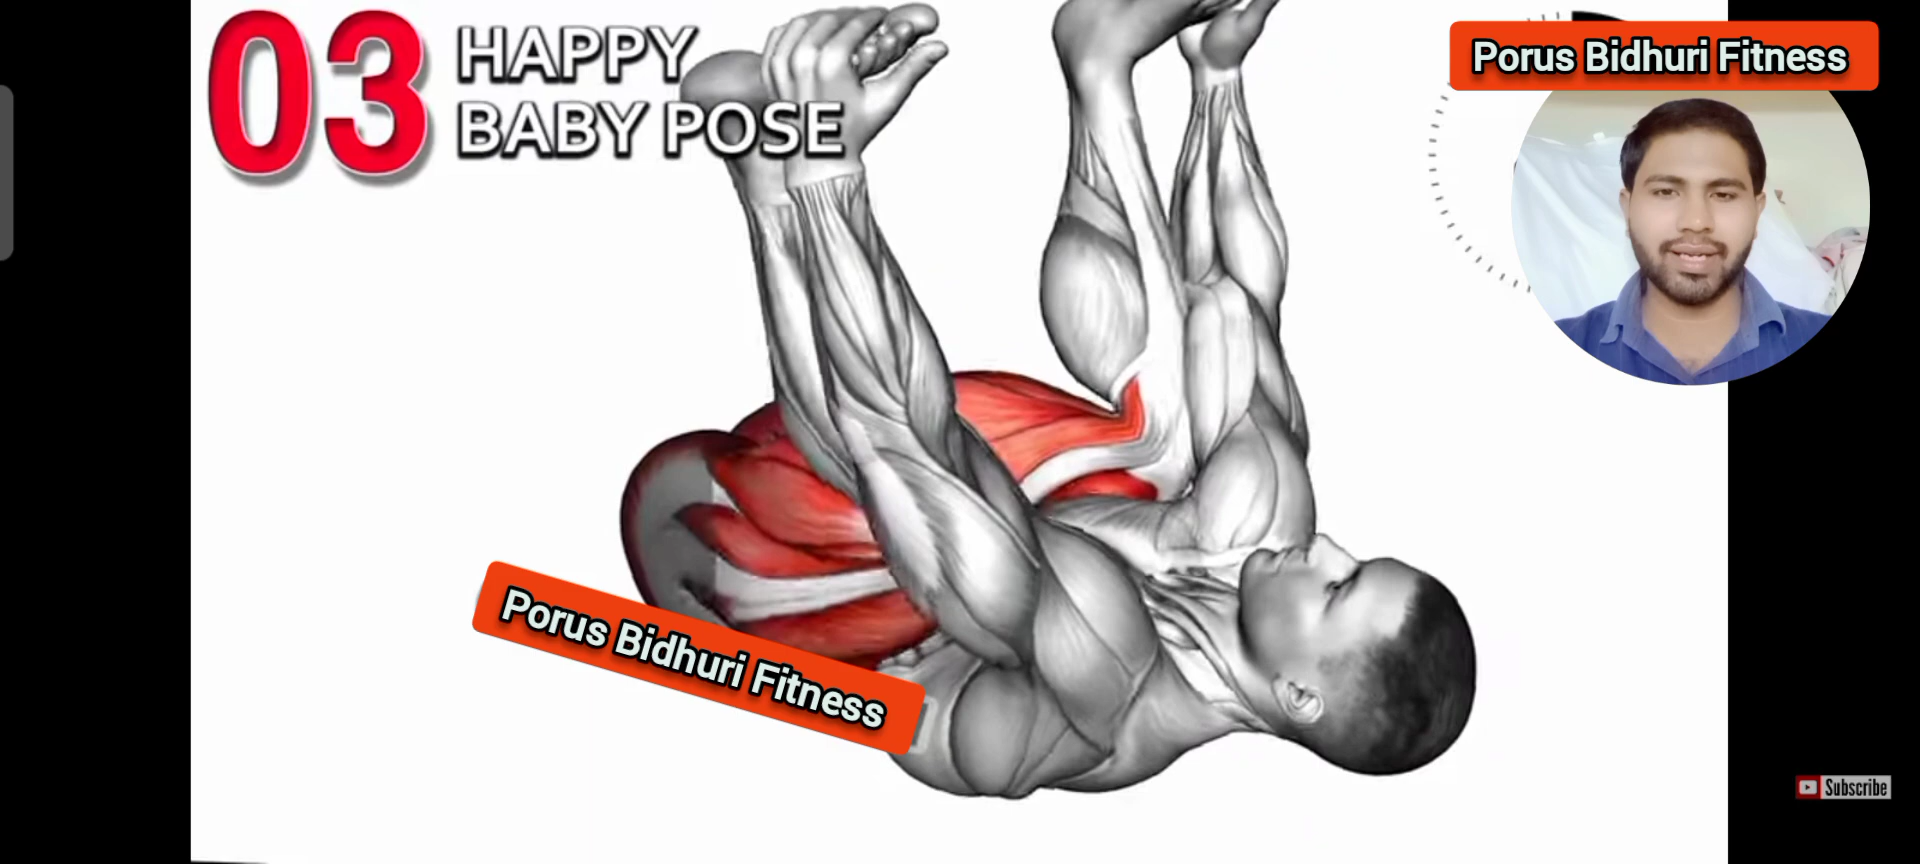 03
HAPPY
BABY POSE
Porus Bidhuri Fitness
Porus Bidhuri Fitness
Subscribe